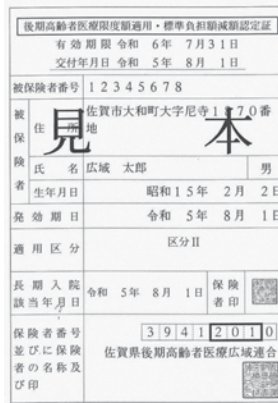 後期高齢者医療限度額適用・標準負担額減額認定証
有効期限 令和 6年 7月31日
交付年月日 令和 5年 8月 1日
被保険者番号 12345678
被保険者
住所 佐賀市大和町大字尼寺1870番地
見本
氏名 広域 太郎 男
生年月日 昭和15年 2月 2日
発効期日 令和 5年 8月 1日
適用区分 区分Ⅱ
長期入院該当年月日 令和 5年 8月 1日 保険者印
保険者番号並びに保険者の名称及び印 39412010
佐賀県後期高齢者医療広域連合